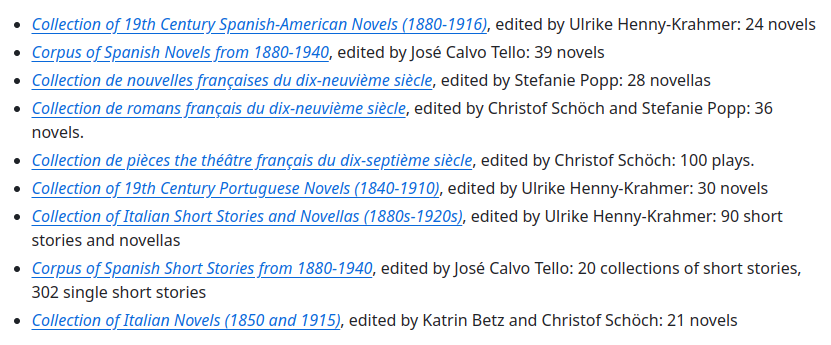 Collection of 19th Century Spanish-American Novels (1880-1916), edited by Ulrike Henny-Krahmer: 24 novels
Corpus of Spanish Novels from 1880-1940, edited by José Calvo Tello: 39 novels
Collection de nouvelles françaises du dix-neuvième siècle, edited by Stefanie Popp: 28 novellas
Collection de romans français du dix-neuvième siècle, edited by Christof Schöch and Stefanie Popp: 36
novels.
Collection de pièces the théâtre français du dix-septième siècle, edited by Christof Schöch: 100 plays.
Collection of 19th Century Portuguese Novels (1840-1910), edited by Ulrike Henny-Krahmer: 30 novels
Collection of Italian Short Stories and Novellas (1880s-1920s), edited by Ulrike Henny-Krahmer: 90 short
stories and novellas
Corpus of Spanish Short Stories from 1880-1940, edited by José Calvo Tello: 20 collections of short stories,
302 single short stories
Collection of Italian Novels (1850 and 1915), edited by Katrin Betz and Christof Schöch: 21 novels